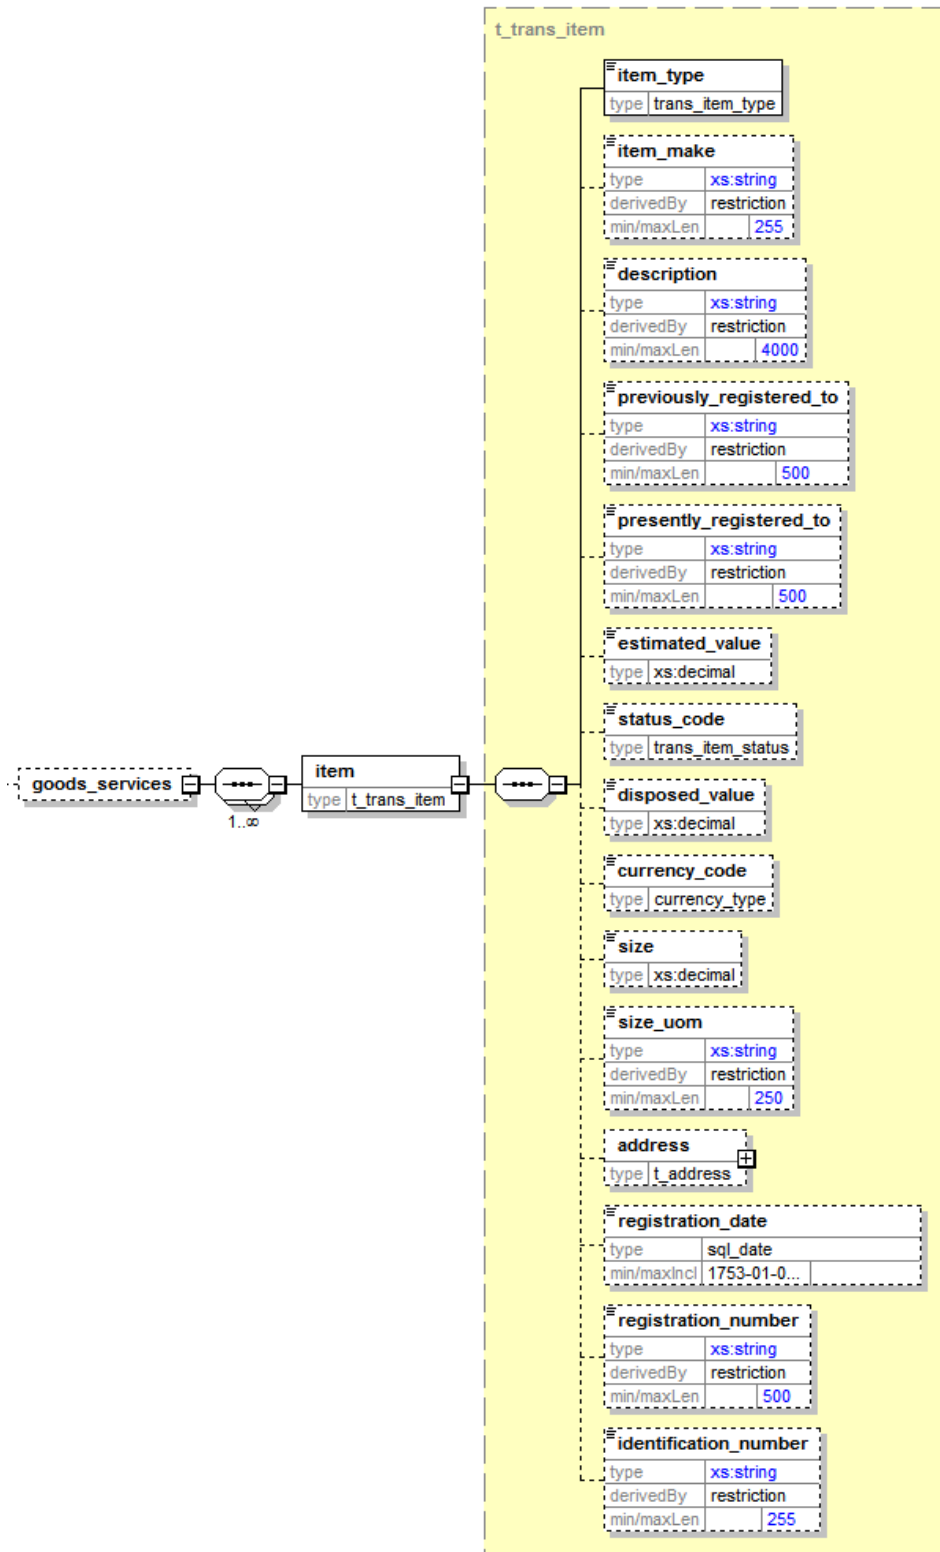 t_trans_item
item_type
type trans_item_type
item_make
type xs:string
derivedBy restriction
min/maxLen 255
description
type xs:string
derivedBy restriction
min/maxLen 4000
previously_registered_to
type xs:string
derivedBy restriction
min/maxLen 500
presently_registered_to
type xs:string
derivedBy restriction
min/maxLen 500
estimated_value
type xs:decimal
status_code
type trans_item_status
goods_services
1..∞
item
type t_trans_item
disposed_value
type xs:decimal
currency_code
type currency_type
size
type xs:decimal
size_uom
type xs:string
derivedBy restriction
min/maxLen 250
address
type t_address
registration_date
type sql_date
min/maxIncl 1753-01-0...
registration_number
type xs:string
derivedBy restriction
min/maxLen 500
identification_number
type xs:string
derivedBy restriction
min/maxLen 255